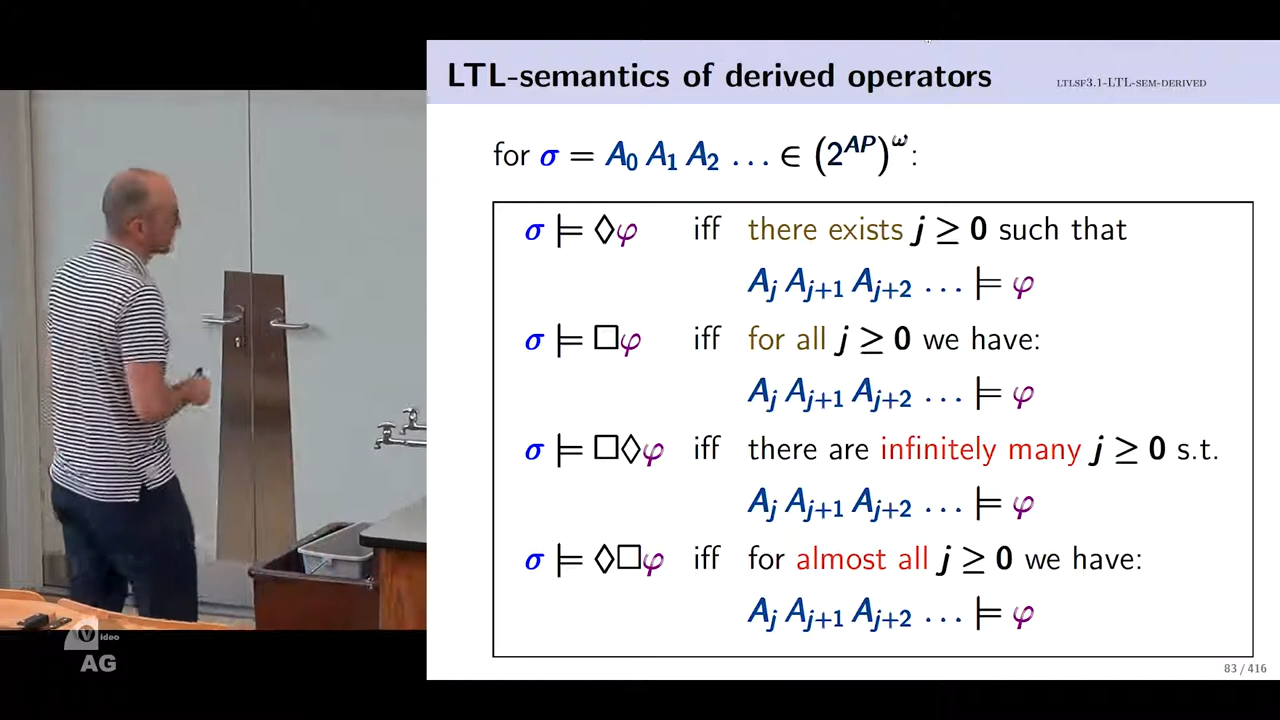 LTL-semantics of derived operators
LTLSF3.1-LTL-SEM-DERIVED
for σ = A₀ A₁ A₂ ... ∈ (2^AP)^ω:
σ ⊨ ◊φ iff there exists j ≥ 0 such that
A_j A_{j+1} A_{j+2} ... ⊨ φ
σ ⊨ □φ iff for all j ≥ 0 we have:
A_j A_{j+1} A_{j+2} ... ⊨ φ
σ ⊨ □◊φ iff there are infinitely many j ≥ 0 s.t.
A_j A_{j+1} A_{j+2} ... ⊨ φ
σ ⊨ ◊□φ iff for almost all j ≥ 0 we have:
A_j A_{j+1} A_{j+2} ... ⊨ φ
83 / 416
Video
AG